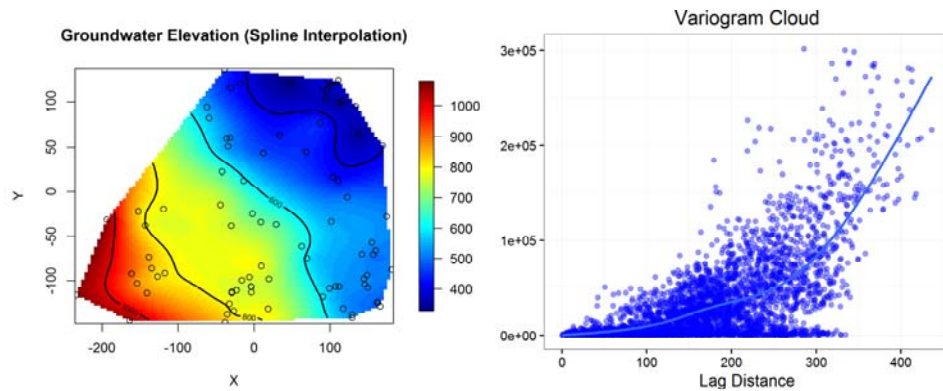 Groundwater Elevation (Spline Interpolation)
Y
100
50
0
-50
-100
600
800
-200
-100
0
100
X
1000
900
800
700
600
500
400
Variogram Cloud
3e+05
2e+05
1e+05
0e+00
0
100
200
300
400
Lag Distance